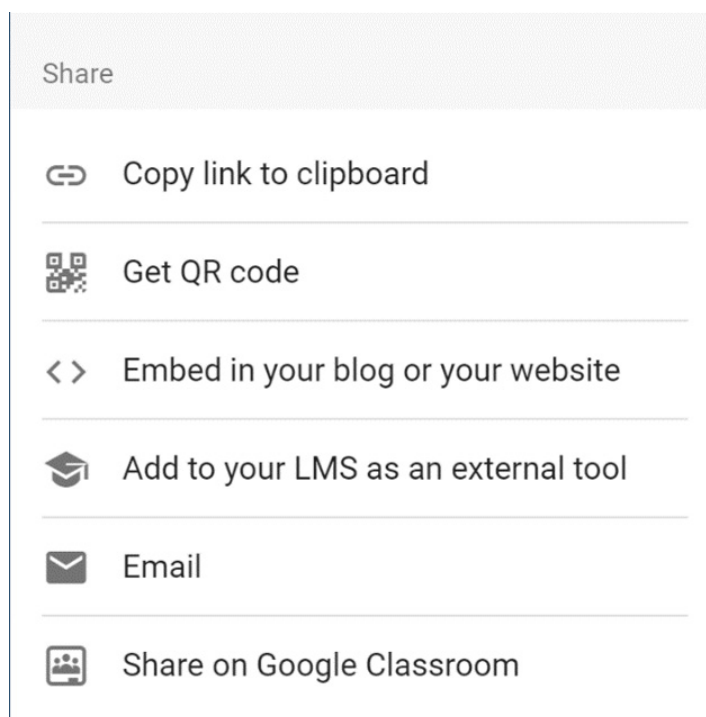 Share
Copy link to clipboard
Get QR code
Embed in your blog or your website
Add to your LMS as an external tool
Email
Share on Google Classroom